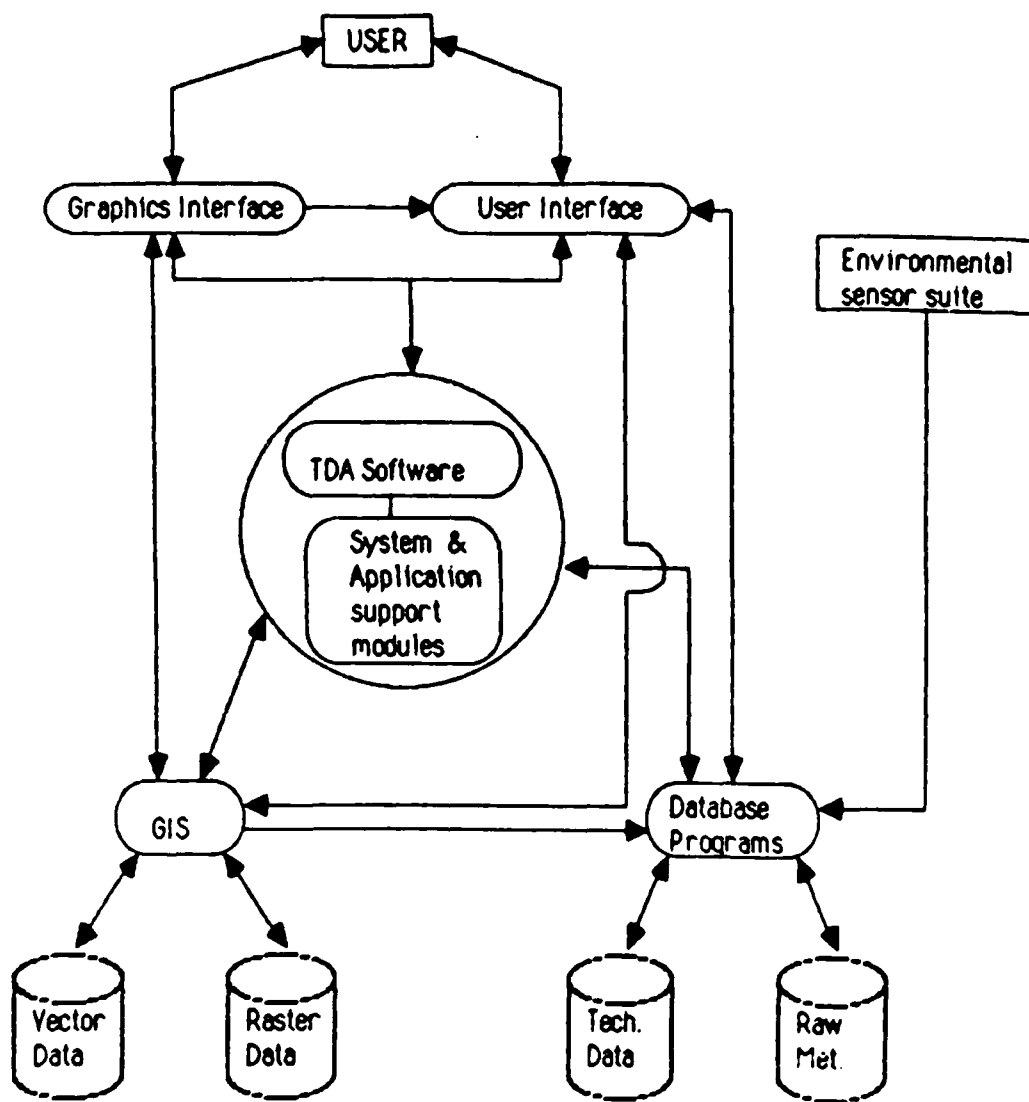 USER
Graphics Interface
User Interface
Environmental
sensor suite
TDA Software
System &
Application
support
modules
GIS
Database
Programs
Vector
Data
Raster
Data
Tech.
Data
Raw
Met.